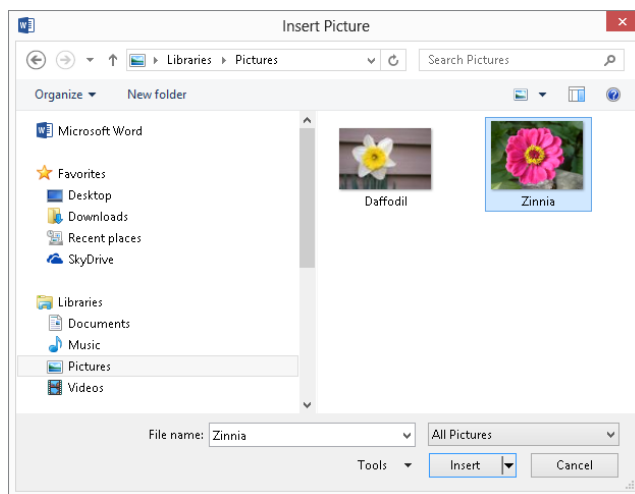 Insert Picture
Libraries Pictures Search Pictures
Organize New folder
Microsoft Word
Favorites
Desktop
Downloads
Recent places
SkyDrive
Libraries
Documents
Music
Pictures
Videos
Daffodil Zinnia
File name: Zinnia All Pictures
Tools Insert Cancel